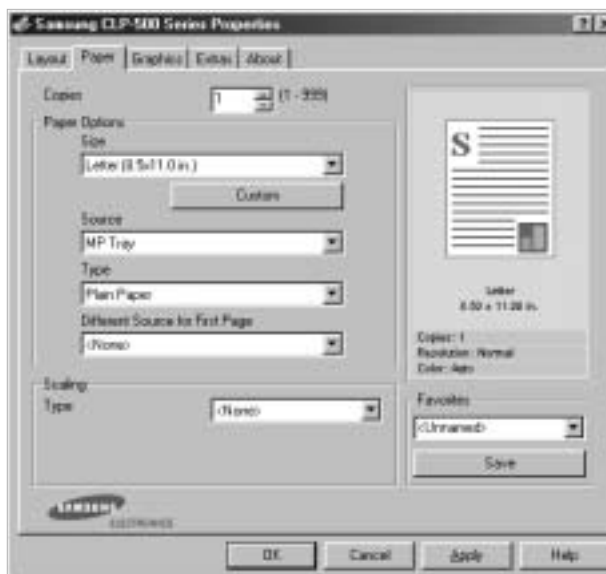 Samsung CLP-500 Series Properties
Layout Paper Graphics Extras About
Copies 1 (1 - 999)
Paper Options
Size
Letter (8.5x11.0 in.)
Custom
Source
MP Tray
Type
Plain Paper
Different Source for First Page
<None>
Scaling
Type <None>
S
Letter
8.50 x 11.00 in.
Copies: 1
Resolution: Normal
Color: Auto
Favorites
<Unnamed>
Save
SAMSUNG
ELECTRONICS
OK Cancel Apply Help